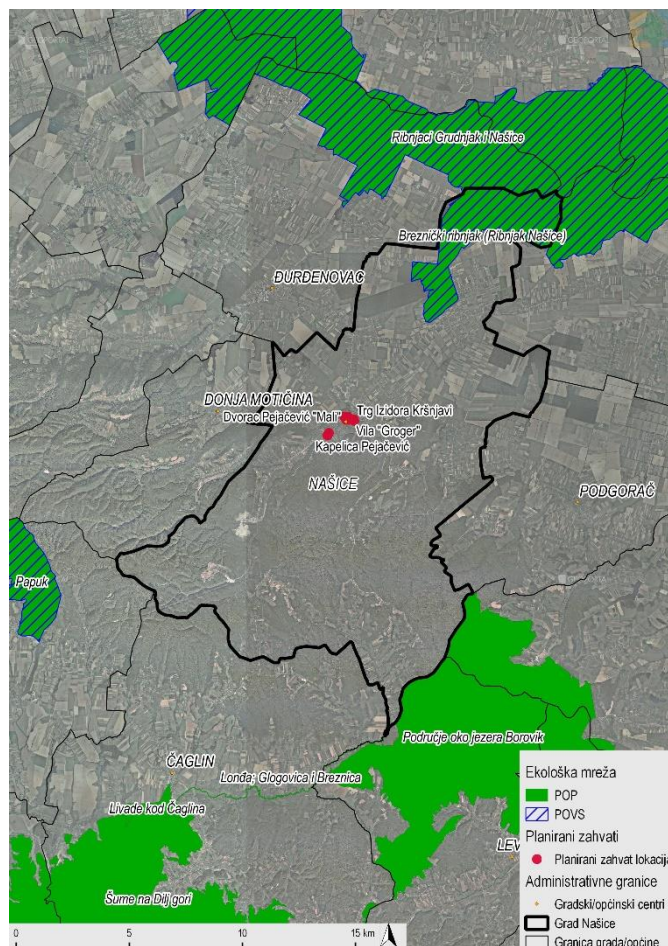 Ribnjaci Grudnjak i Našice
Breznički ribnjak (Ribnjak Našice)
ĐURĐENOVAC
DONJA MOTIČINA
Dvorac Pejačević "Mali"
Trg Izidora Kršnjavi
Vila "Groger"
Kapelica Pejačević
NAŠICE
PODGORAČ
Papuk
Područje oko jezera Borovik
ČAGLIN
Lonđa; Glogovica i Breznica
Livade kod Čaglina
Šume na Dilj gori
LEV
Ekološka mreža
POP
POVS
Planirani zahvati
Planirani zahvat lokacija
Administrativne granice
Gradski/općinski centri
Grad Našice
Granica grada/općine
0 5 10 15 km